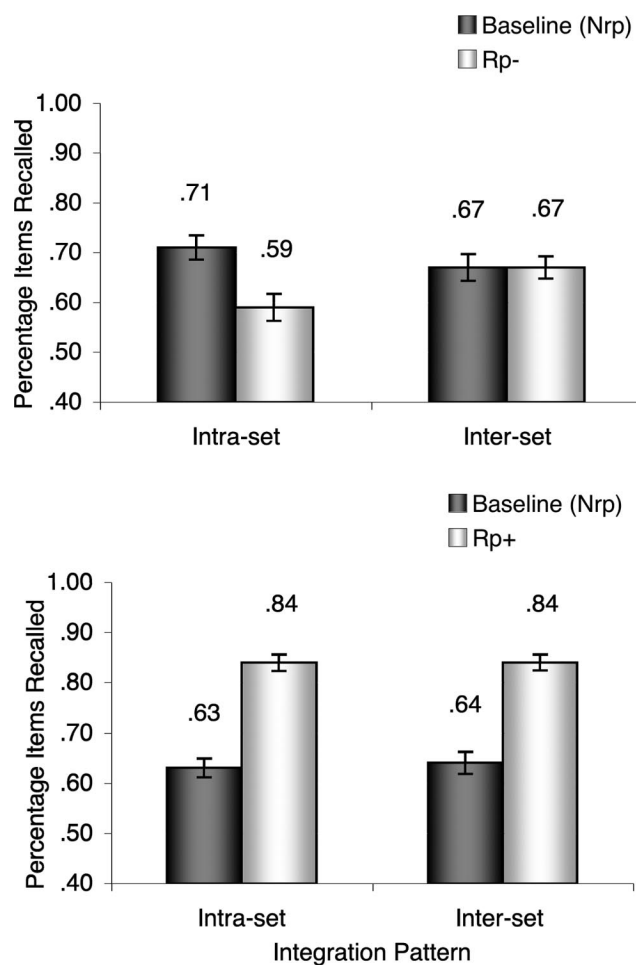 Baseline (Nrp)
Rp-
Percentage Items Recalled
1.00
.90
.80
.70
.60
.50
.40
.71
.59
.67
.67
Intra-set
Inter-set
Baseline (Nrp)
Rp+
Percentage Items Recalled
1.00
.90
.80
.70
.60
.50
.40
.63
.84
.64
.84
Intra-set
Inter-set
Integration Pattern